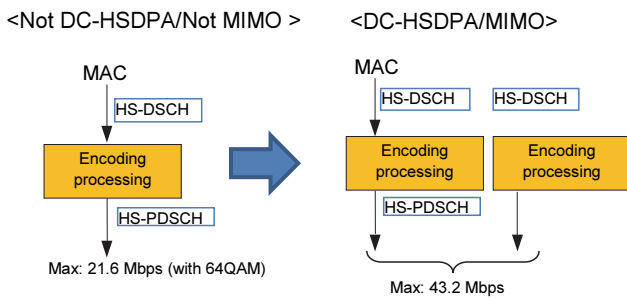 <Not DC-HSDPA/Not MIMO >
MAC
HS-DSCH
Encoding
processing
HS-PDSCH
Max: 21.6 Mbps (with 64QAM)
<DC-HSDPA/MIMO>
MAC
HS-DSCH
HS-DSCH
Encoding
processing
Encoding
processing
HS-PDSCH
Max: 43.2 Mbps